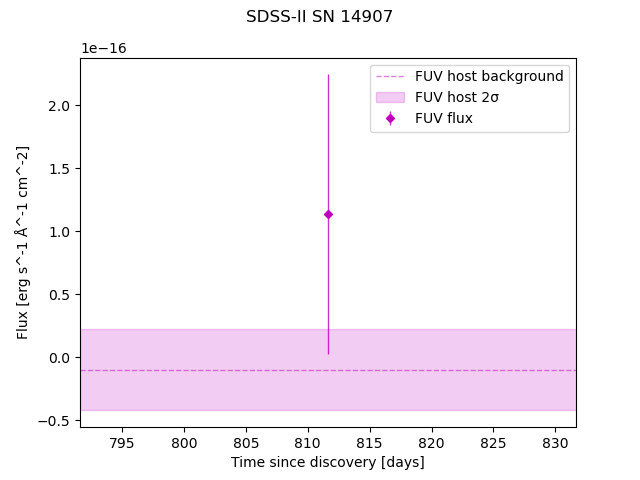 SDSS-II SN 14907
1e−16
FUV host background
FUV host 2σ
FUV flux
Flux [erg s^-1 Å^-1 cm^-2]
2.0
1.5
1.0
0.5
0.0
−0.5
795 800 805 810 815 820 825 830
Time since discovery [days]